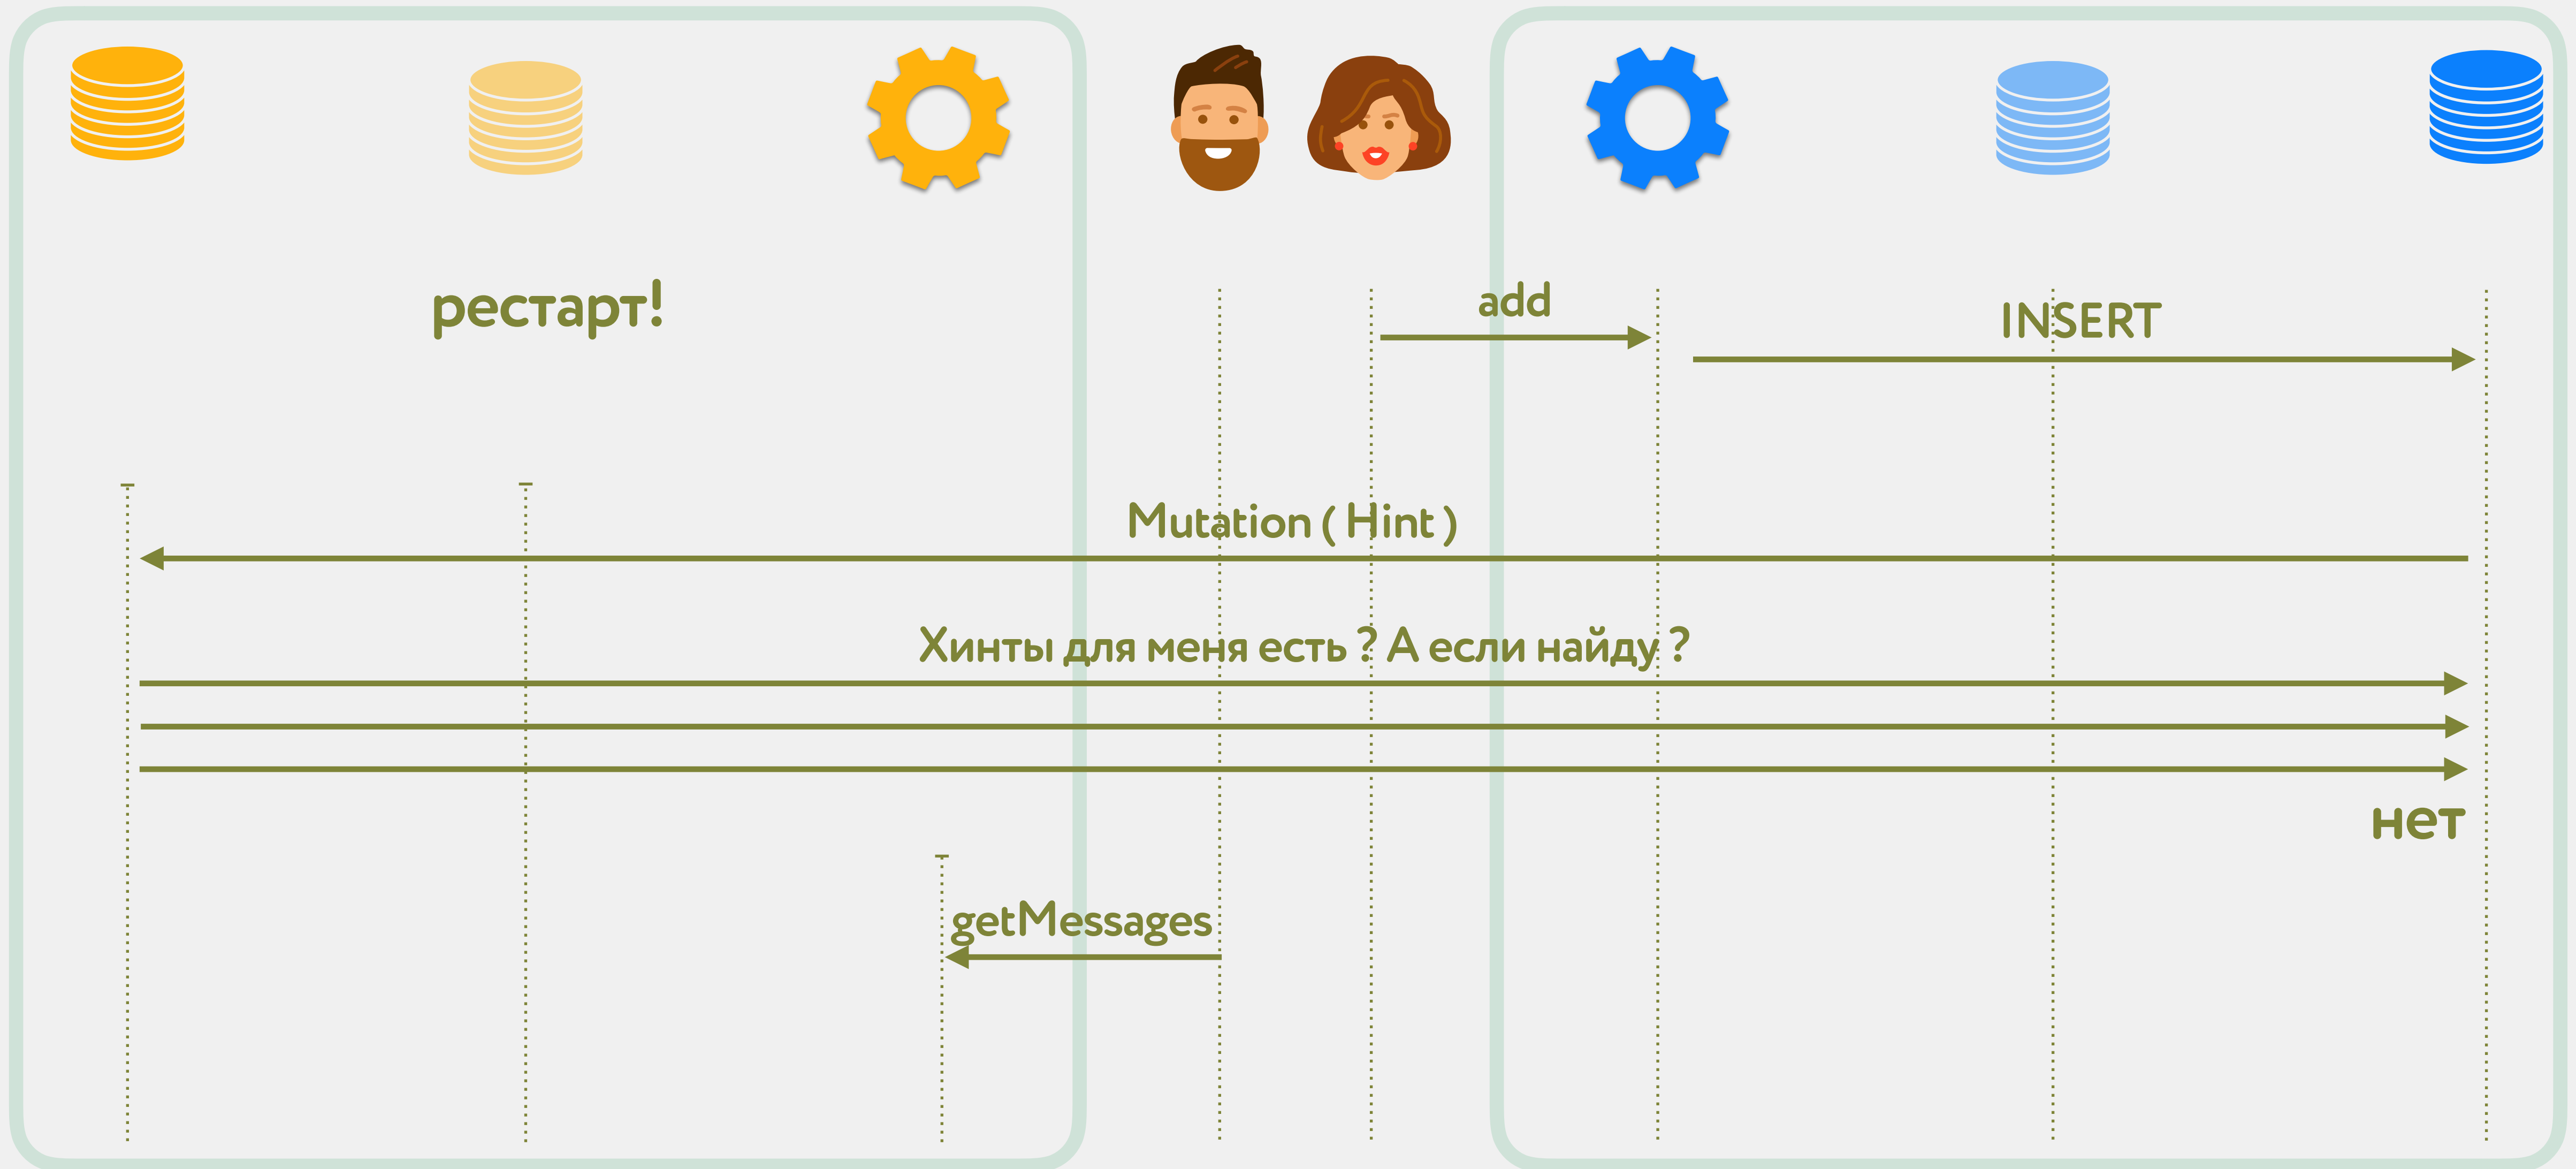 рестарт!
add
INSERT
Mutation ( Hint )
Хинты для меня есть ? А если найду ?
нет
getMessages